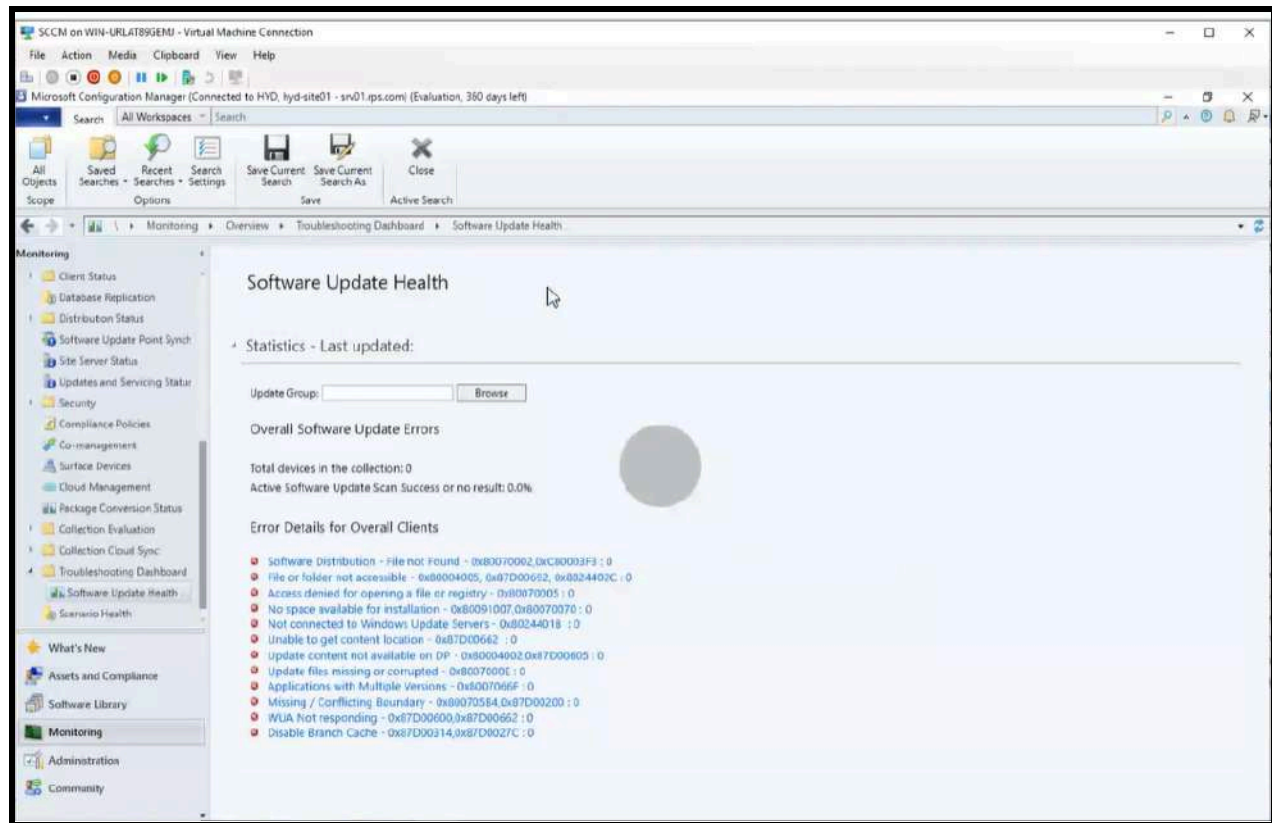 SCCM on WIN-URLAT89GEMJ - Virtual Machine Connection
File Action Media Clipboard View Help
Microsoft Configuration Manager (Connected to HYD, hyd-site01 - srv01.rps.com) (Evaluation, 360 days left)
Search All Workspaces Search
All Objects Saved Searches Recent Searches Search Settings Save Current Search Save Current Search As Close
Scope Options Save Active Search
\ Monitoring Overview Troubleshooting Dashboard Software Update Health
Monitoring
Client Status
Database Replication
Distribution Status
Software Update Point Synch
Site Server Status
Updates and Servicing Status
Security
Compliance Policies
Co-management
Surface Devices
Cloud Management
Package Conversion Status
Collection Evaluation
Collection Cloud Sync
Troubleshooting Dashboard
Software Update Health
Scenario Health
What's New
Assets and Compliance
Software Library
Monitoring
Administration
Community
Software Update Health
Statistics - Last updated:
Update Group: Browse
Overall Software Update Errors
Total devices in the collection: 0
Active Software Update Scan Success or no result: 0.0%
Error Details for Overall Clients
Software Distribution - File not Found - 0x80070002,0xC80003F3 : 0
File or folder not accessible - 0x80004005, 0x87D00692, 0x8024402C : 0
Access denied for opening a file or registry - 0x80070005 : 0
No space available for installation - 0x80091007,0x80070070 : 0
Not connected to Windows Update Servers - 0x80244018 : 0
Unable to get content location - 0x87D00662 : 0
Update content not available on DP - 0x80004002,0x87D00605 : 0
Update files missing or corrupted - 0x8007000E : 0
Applications with Multiple Versions - 0x8007066F : 0
Missing / Conflicting Boundary - 0x800705B4,0x87D00200 : 0
WUA Not responding - 0x87D00600,0x87D00662 : 0
Disable Branch Cache - 0x87D00314,0x87D0027C : 0